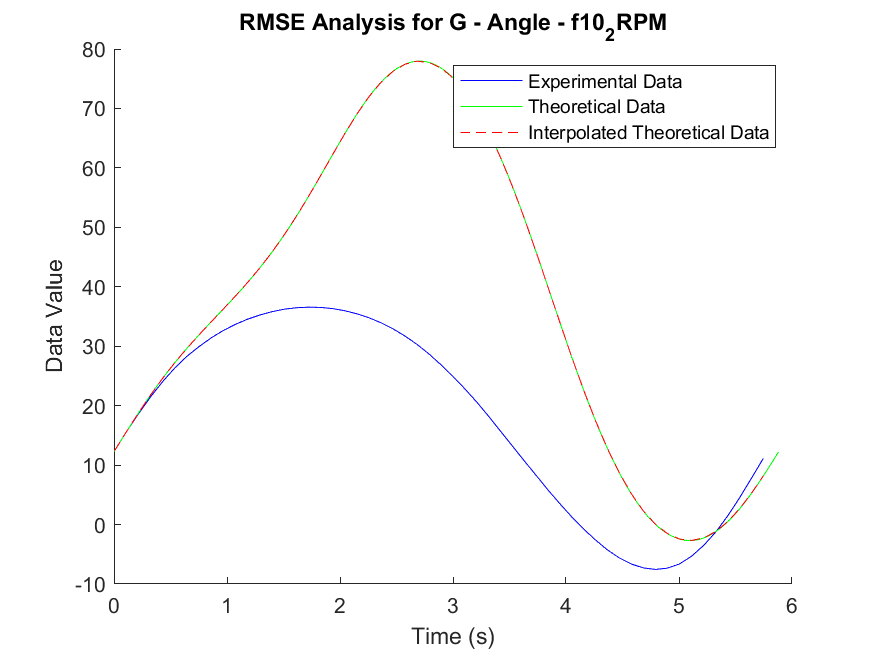 RMSE Analysis for G - Angle - f10₂RPM
80
70
60
50
40
30
20
10
0
-10
Data Value
Experimental Data
Theoretical Data
Interpolated Theoretical Data
0 1 2 3 4 5 6
Time (s)